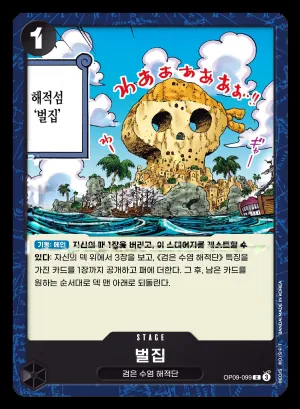 1
해적섬
'벌집'
わあぁぁぁぁぁぁ…!!
わー
기동: 메인 자신의 패 1장을 버리고, 이 스테이지를 레스트할 수
있다: 자신의 덱 위에서 3장을 보고, 《검은 수염 해적단》 특징을
가진 카드를 1장까지 공개하고 패에 더한다. 그 후, 남은 카드를
원하는 순서대로 덱 맨 아래로 되돌린다.
STAGE
벌집
검은 수염 해적단
OP09-099